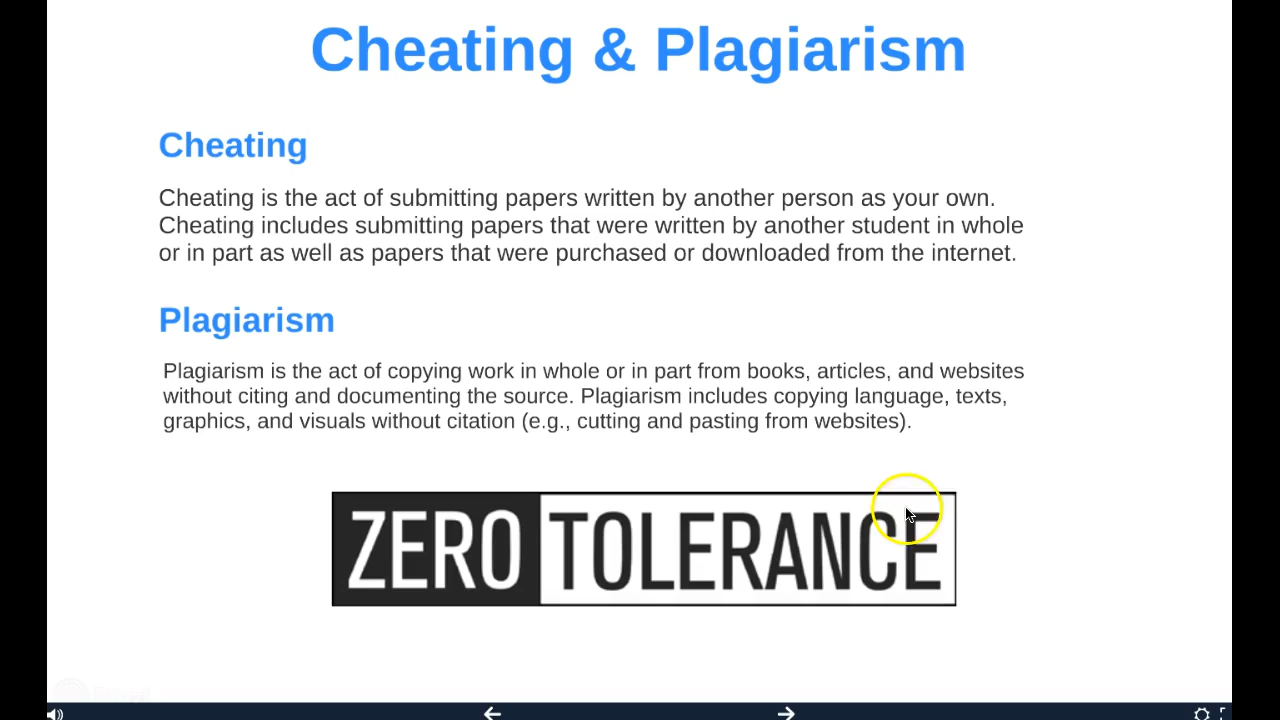 Cheating & Plagiarism
Cheating
Cheating is the act of submitting papers written by another person as your own.
Cheating includes submitting papers that were written by another student in whole
or in part as well as papers that were purchased or downloaded from the internet.
Plagiarism
Plagiarism is the act of copying work in whole or in part from books, articles, and websites
without citing and documenting the source. Plagiarism includes copying language, texts,
graphics, and visuals without citation (e.g., cutting and pasting from websites).
ZERO TOLERANCE